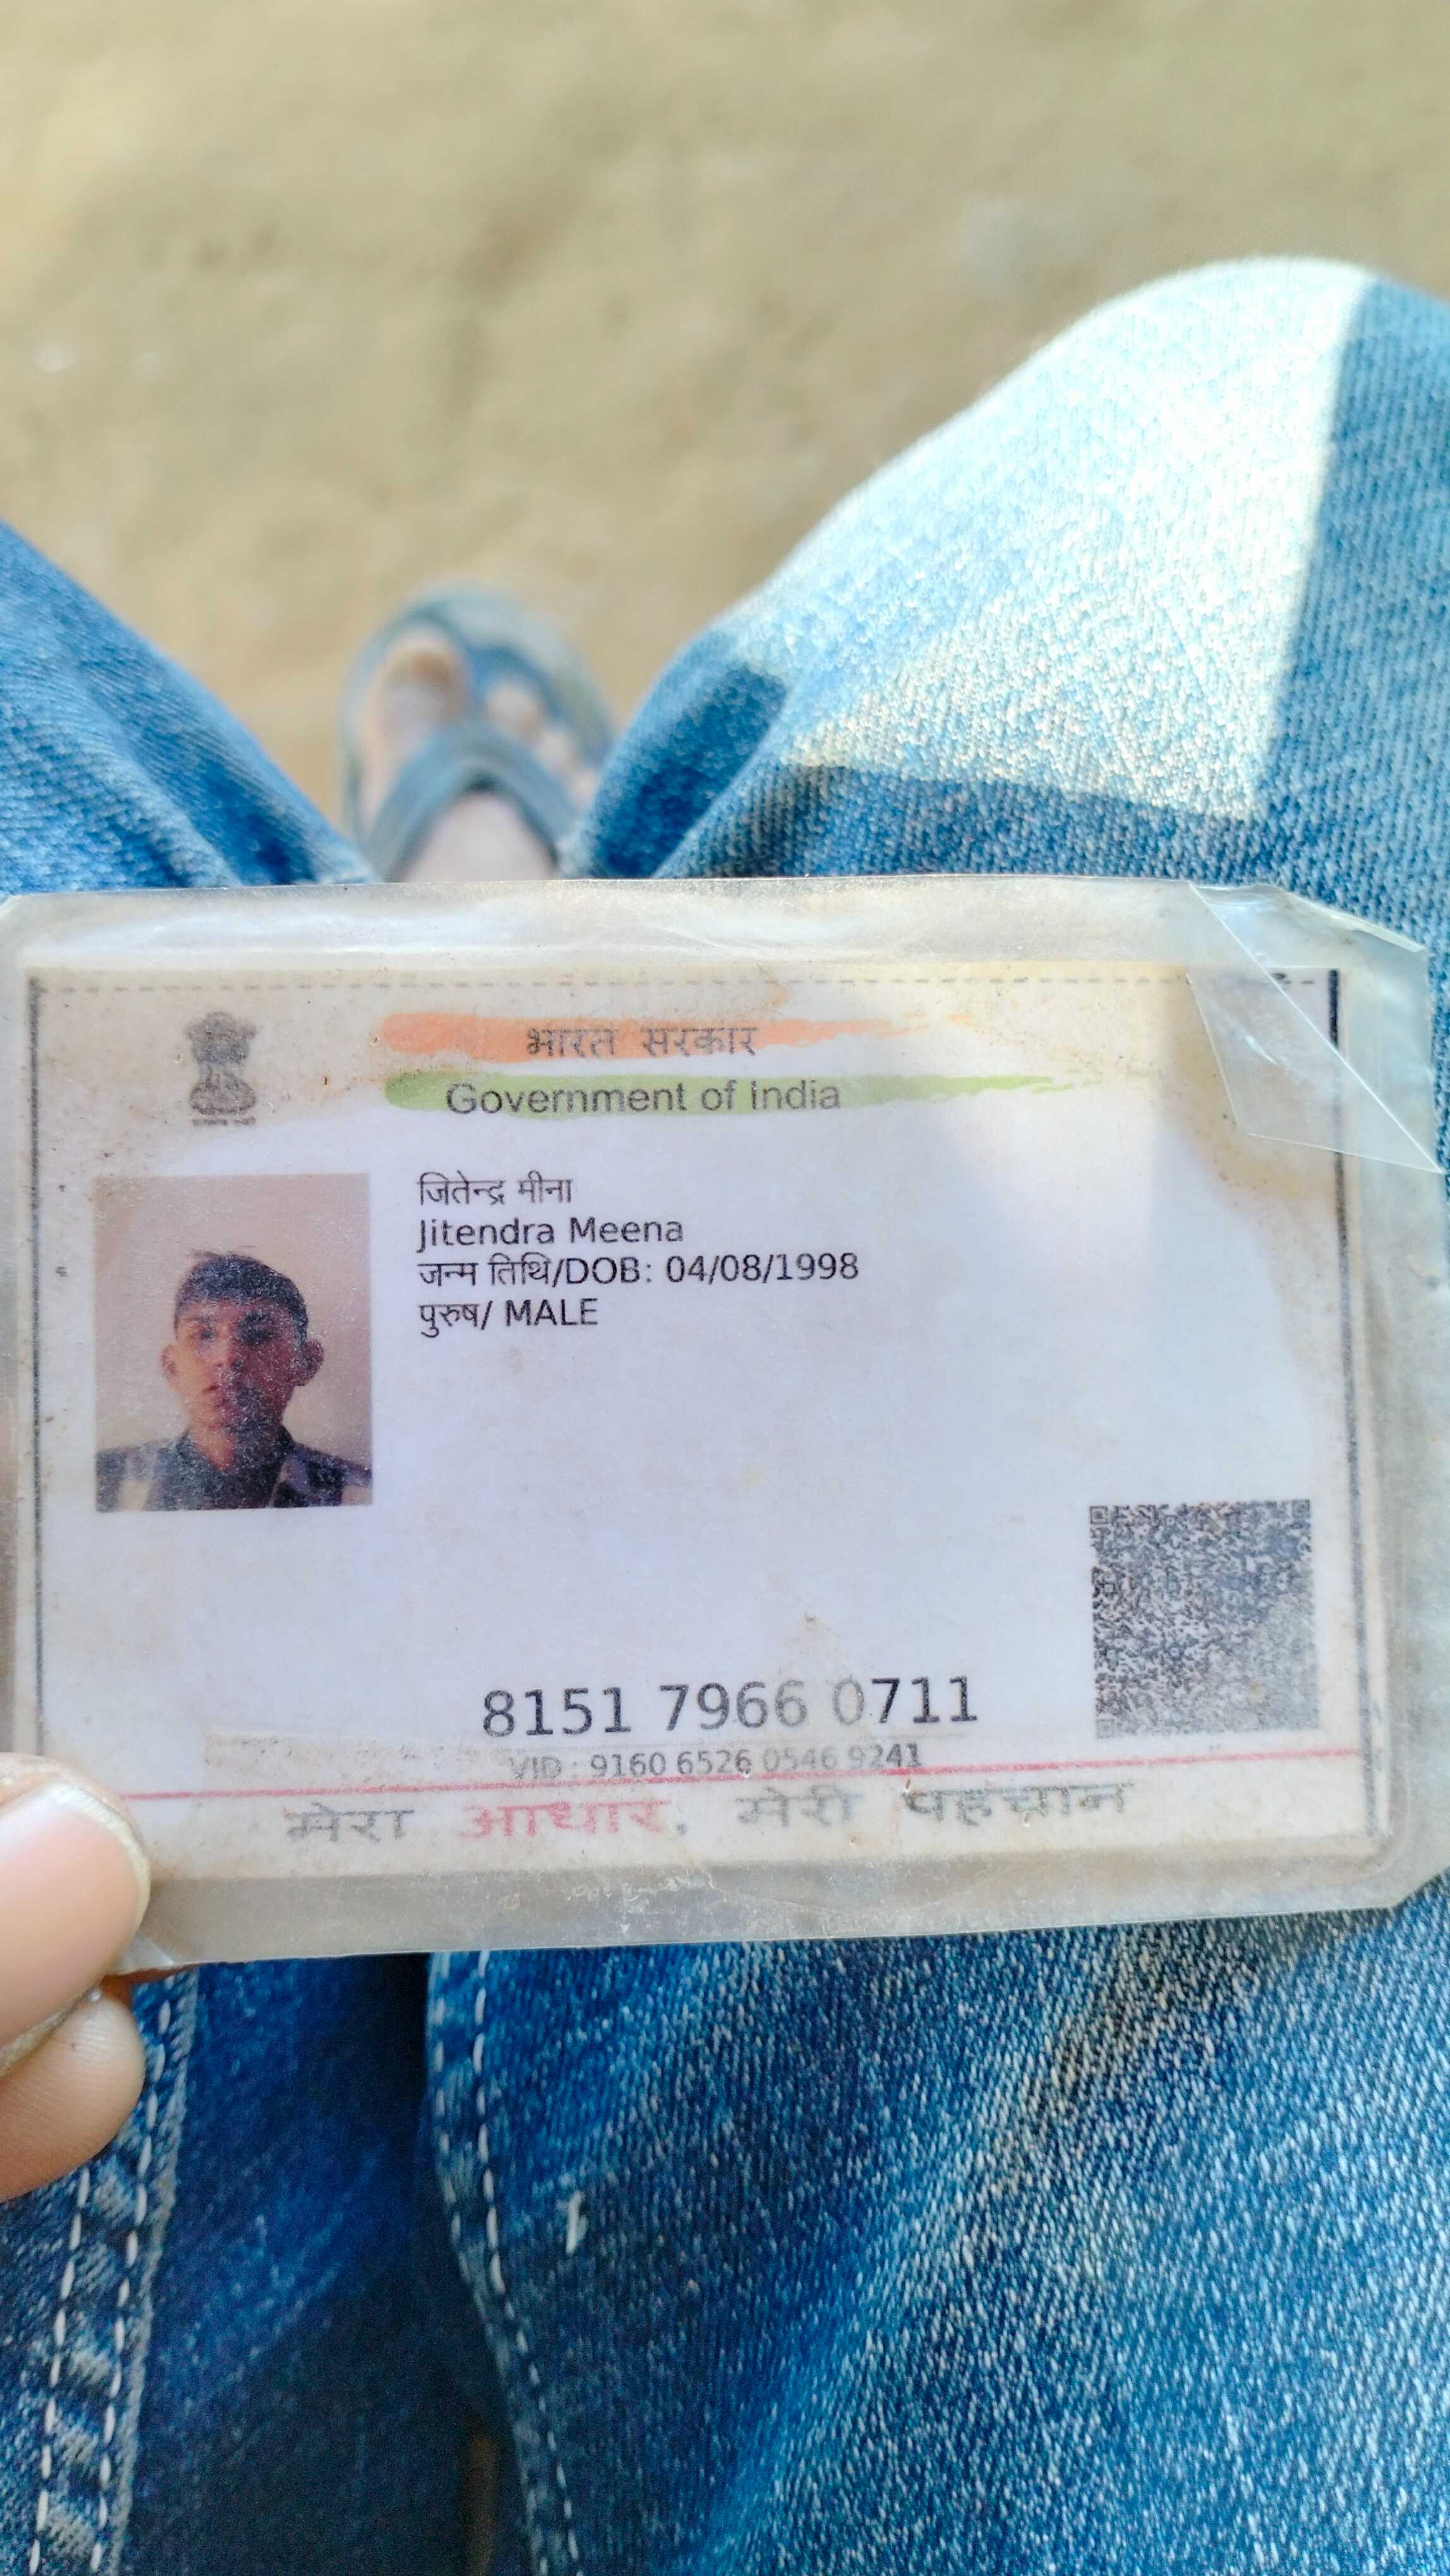 भारत सरकार
Government of India
जितेन्द्र मीना
Jitendra Meena
जन्म तिथि/DOB: 04/08/1998
पुरुष/ MALE
8151 7966 0711
VID : 9160 6526 0546 9241
मेरा आधार, मेरी पहचान